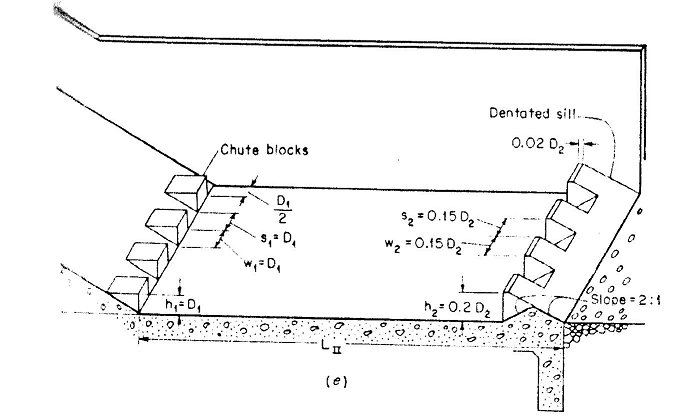 Dentated sill
0.02 D₂
Chute blocks
D₁
2
s₁ = D₁
w₁ = D₁
s₂ = 0.15 D₂
w₂ = 0.15 D₂
h₁ = D₁
h₂ = 0.2 D₂
Slope = 2:1
L_II
(e)